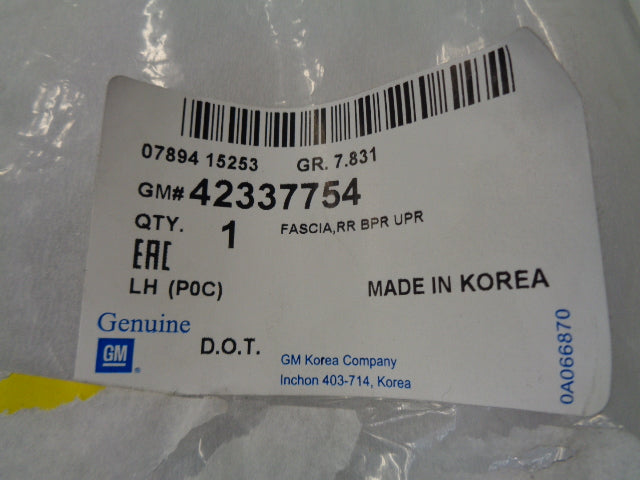 07894 15253 GR. 7.831
GM# 42337754
QTY. 1 FASCIA,RR BPR UPR
EAC
LH (P0C) MADE IN KOREA
Genuine
GM
D.O.T.
GM Korea Company
Inchon 403-714, Korea
0A066870